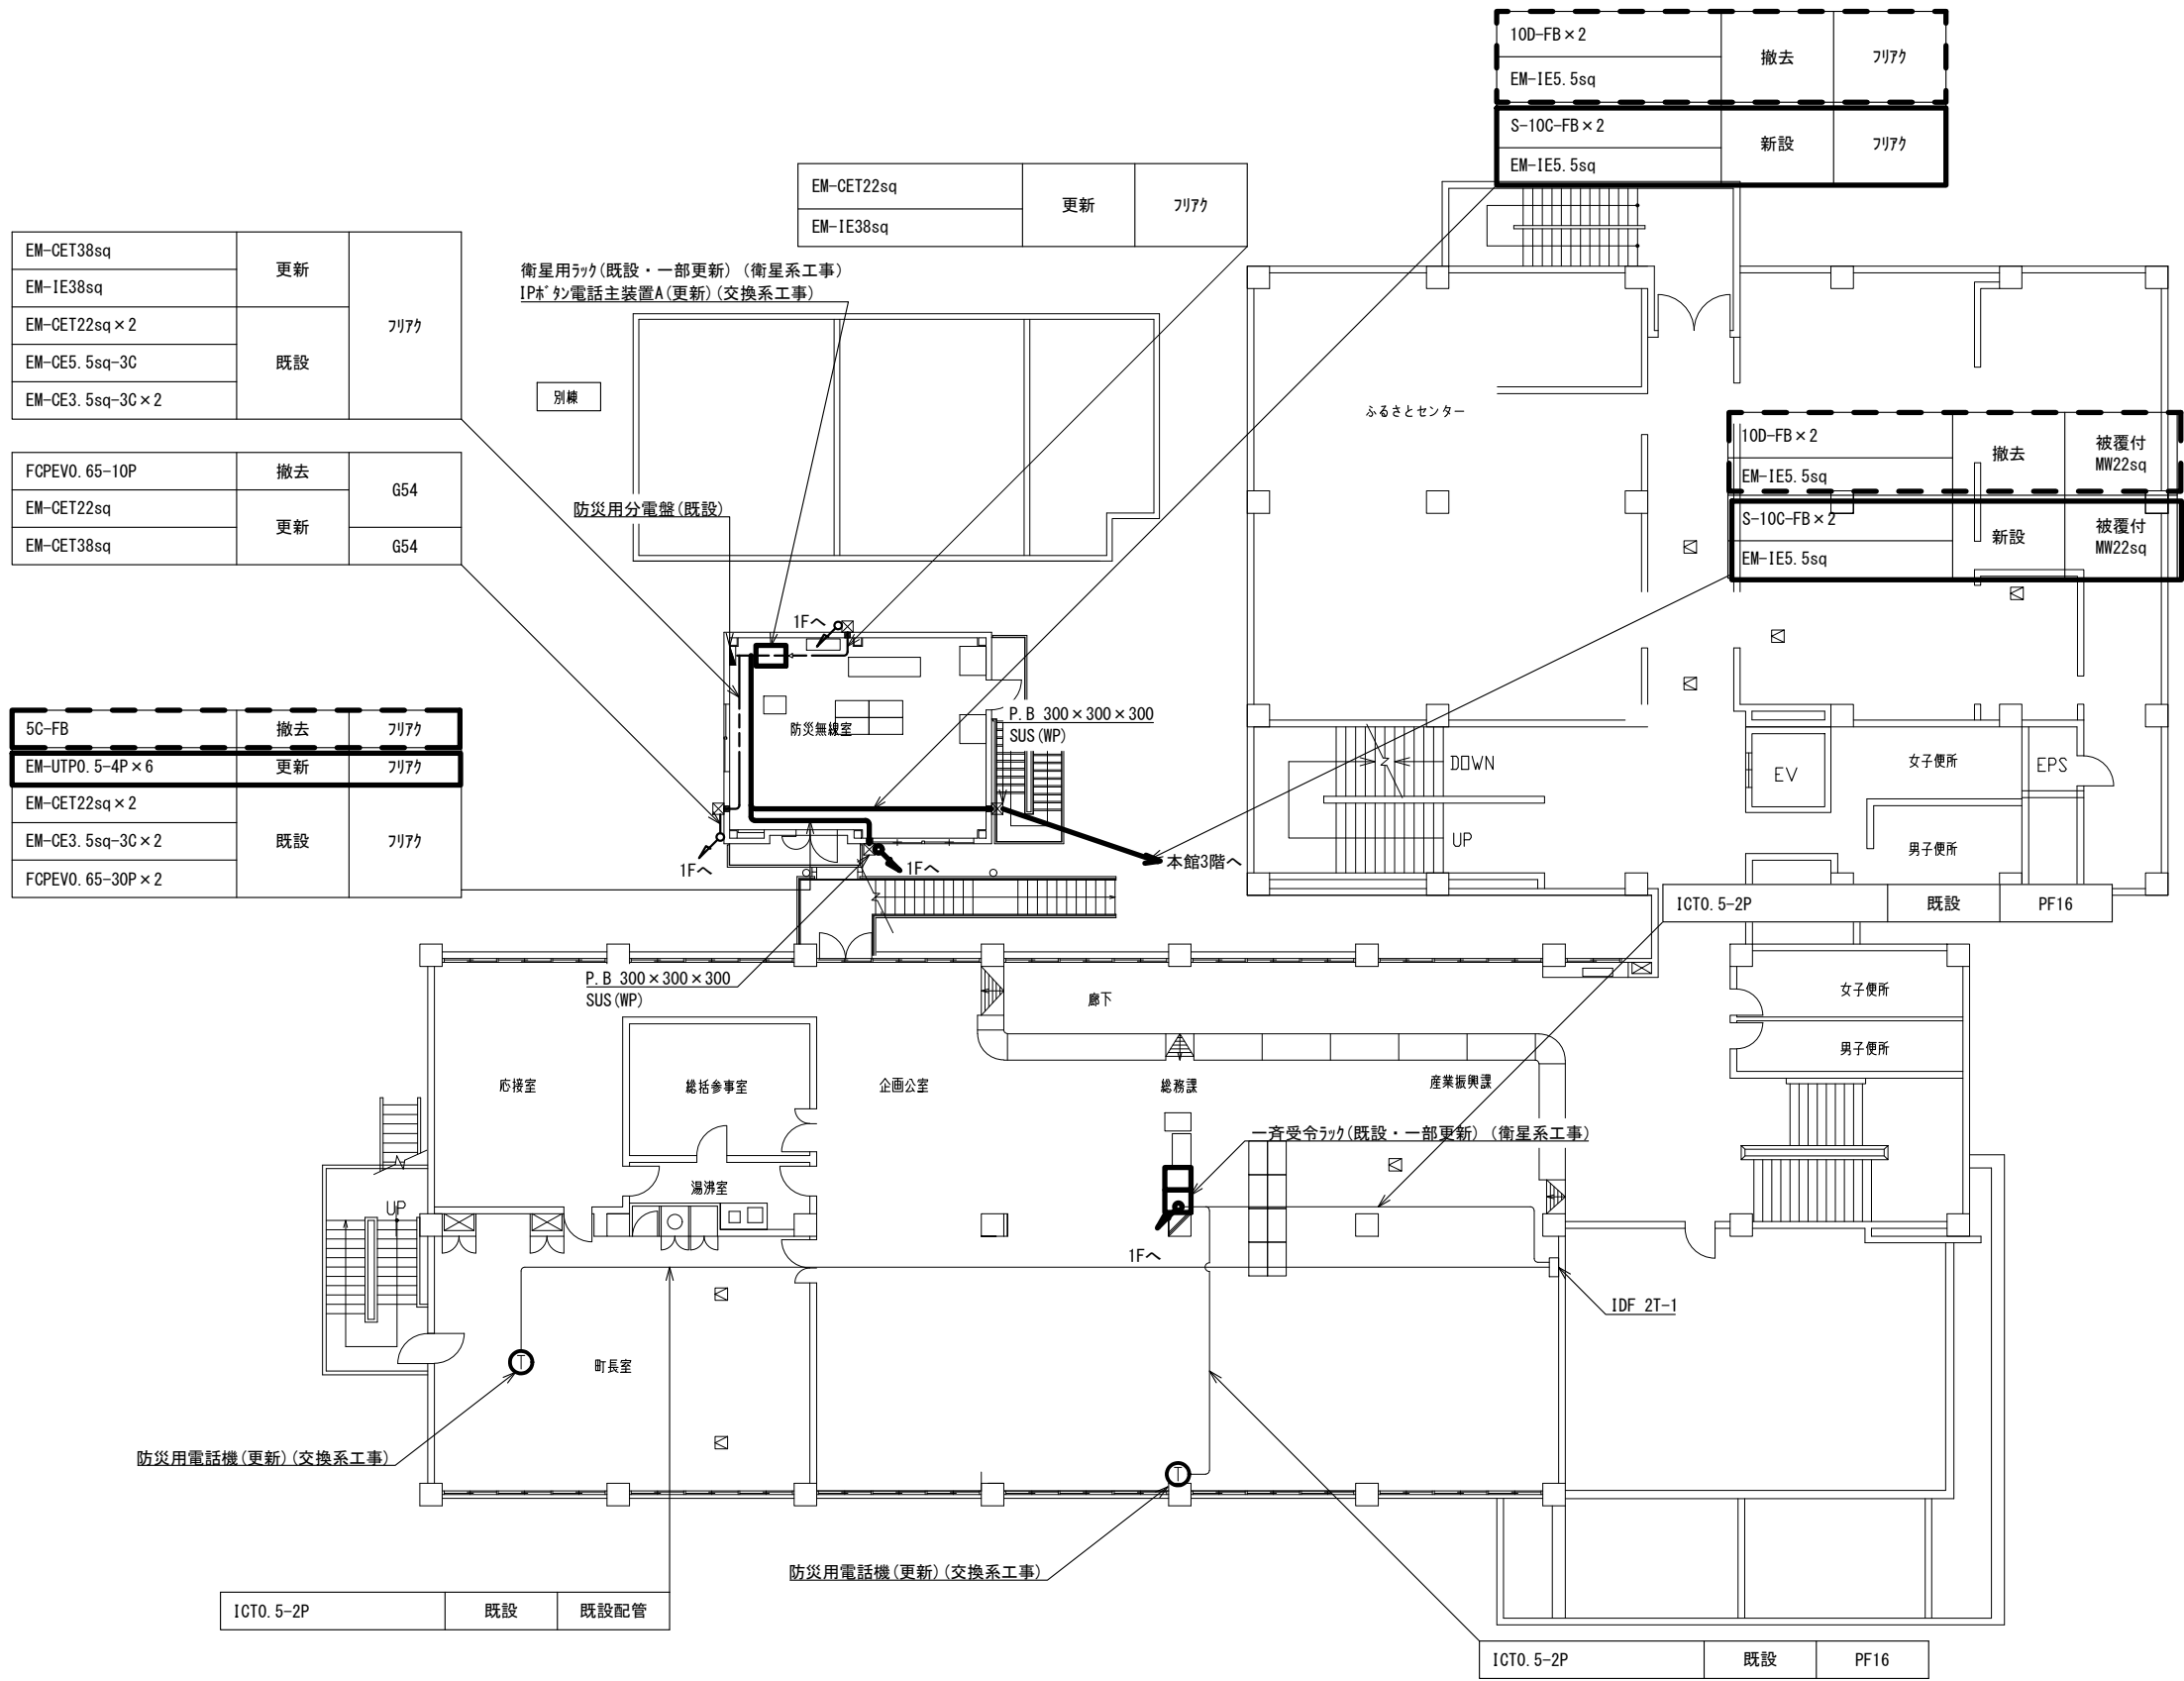 10D-FB×2
撤去
フリアク
EM-IE5.5sq
S-10C-FB×2
新設
フリアク
EM-IE5.5sq
EM-CET22sq
更新
フリアク
EM-IE38sq
EM-CET38sq
更新
EM-IE38sq
フリアク
EM-CET22sq×2
既設
EM-CE5.5sq-3C
EM-CE3.5sq-3C×2
衛星用ラック(既設・一部更新)(衛星系工事)
IPボタン電話主装置A(更新)(交換系工事)
別棟
ふるさとセンター
10D-FB×2
撤去
被覆付
MW22sq
EM-IE5.5sq
S-10C-FB×2
新設
被覆付
MW22sq
EM-IE5.5sq
FCPEV0.65-10P
撤去
G54
EM-CET22sq
更新
EM-CET38sq
G54
防災用分電盤(既設)
1Fへ
防災無線室
P.B 300×300×300
SUS(WP)
5C-FB
撤去
フリアク
EM-UTP0.5-4P×6
更新
フリアク
EM-CET22sq×2
既設
フリアク
EM-CE3.5sq-3C×2
FCPEV0.65-30P×2
1Fへ
1Fへ
本館3階へ
DOWN
UP
EV
女子便所
EPS
男子便所
ICT0.5-2P
既設
PF16
P.B 300×300×300
SUS(WP)
廊下
女子便所
男子便所
応接室
総括参事室
企画公室
総務課
産業振興課
一斉受令ラック(既設・一部更新)(衛星系工事)
湯沸室
UP
1Fへ
IDF 2T-1
T
町長室
防災用電話機(更新)(交換系工事)
T
防災用電話機(更新)(交換系工事)
ICT0.5-2P
既設
既設配管
ICT0.5-2P
既設
PF16